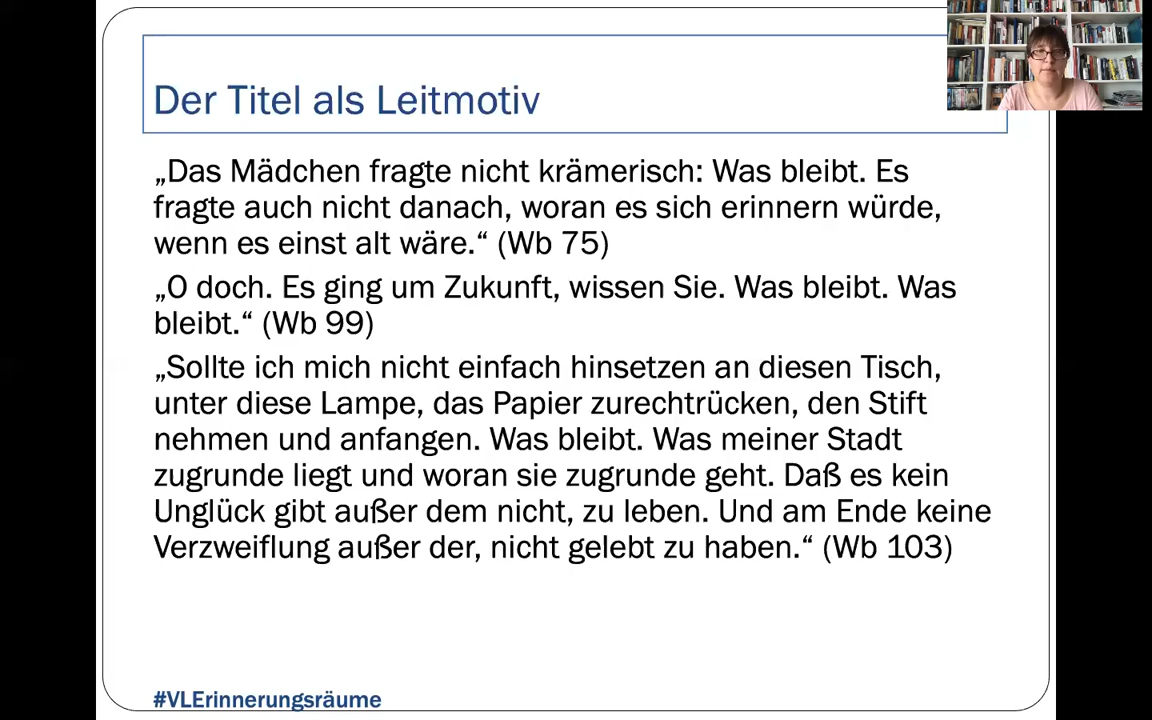 Der Titel als Leitmotiv
„Das Mädchen fragte nicht krämerisch: Was bleibt. Es
fragte auch nicht danach, woran es sich erinnern würde,
wenn es einst alt wäre.“ (Wb 75)
„O doch. Es ging um Zukunft, wissen Sie. Was bleibt. Was
bleibt.“ (Wb 99)
„Sollte ich mich nicht einfach hinsetzen an diesen Tisch,
unter diese Lampe, das Papier zurechtrücken, den Stift
nehmen und anfangen. Was bleibt. Was meiner Stadt
zugrunde liegt und woran sie zugrunde geht. Daß es kein
Unglück gibt außer dem nicht, zu leben. Und am Ende keine
Verzweiflung außer der, nicht gelebt zu haben.“ (Wb 103)
#VLErinnerungsräume